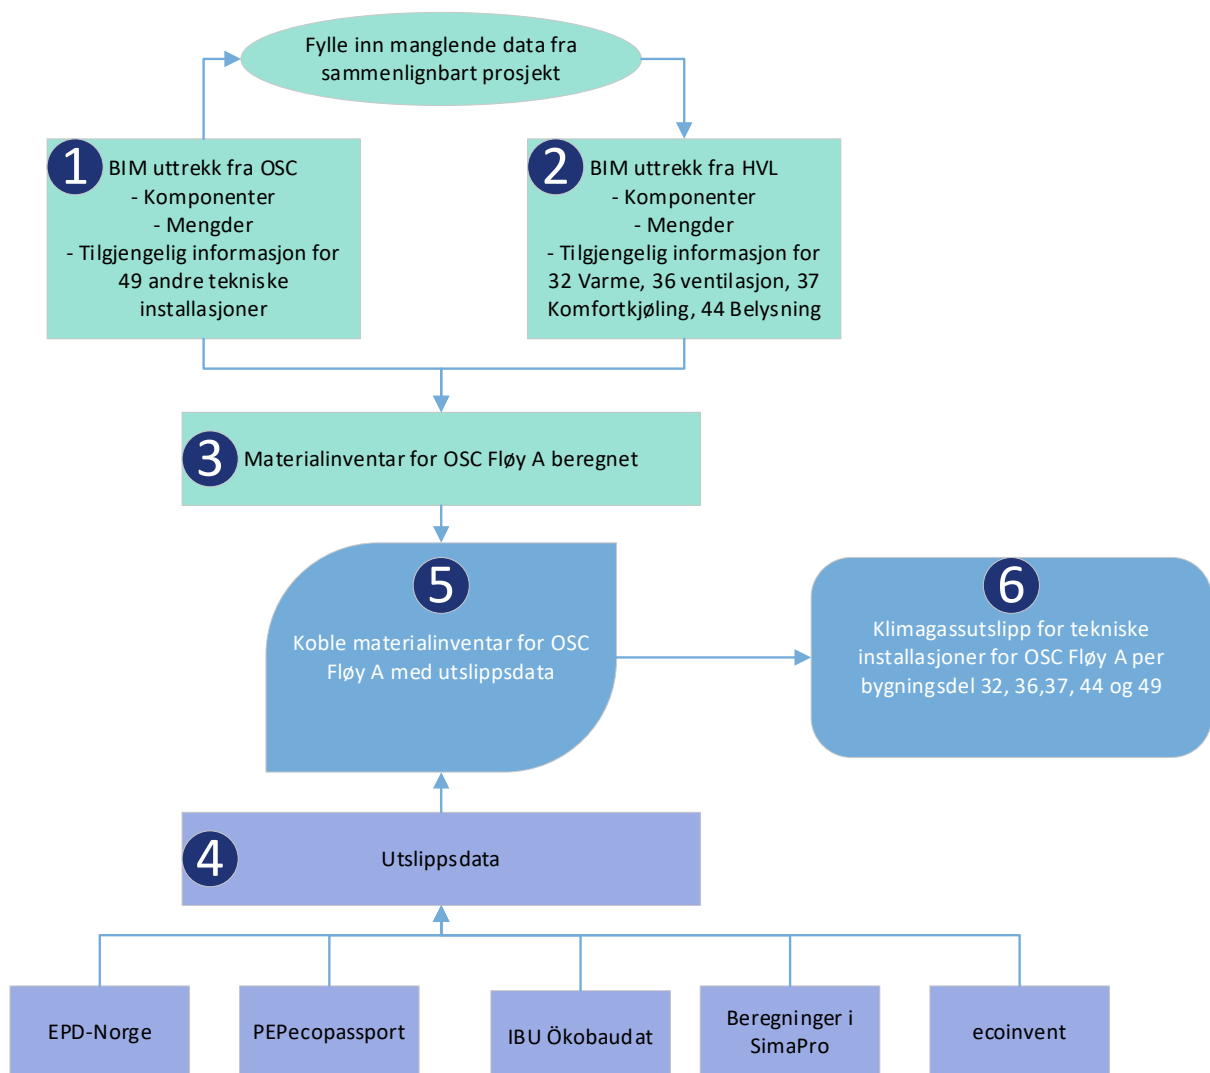 Fylle inn manglende data fra
sammenlignbart prosjekt
1
BIM uttrekk fra OSC
- Komponenter
- Mengder
- Tilgjengelig informasjon for
49 andre tekniske
installasjoner
2
BIM uttrekk fra HVL
- Komponenter
- Mengder
- Tilgjengelig informasjon for
32 Varme, 36 ventilasjon, 37
Komfortkjøling, 44 Belysning
3
Materialinventar for OSC Fløy A beregnet
5
Koble materialinventar for OSC
Fløy A med utslippsdata
6
Klimagassutslipp for tekniske
installasjoner for OSC Fløy A per
bygningsdel 32, 36,37, 44 og 49
4
Utslippsdata
EPD-Norge
PEPecopassport
IBU Ökobaudat
Beregninger i
SimaPro
ecoinvent